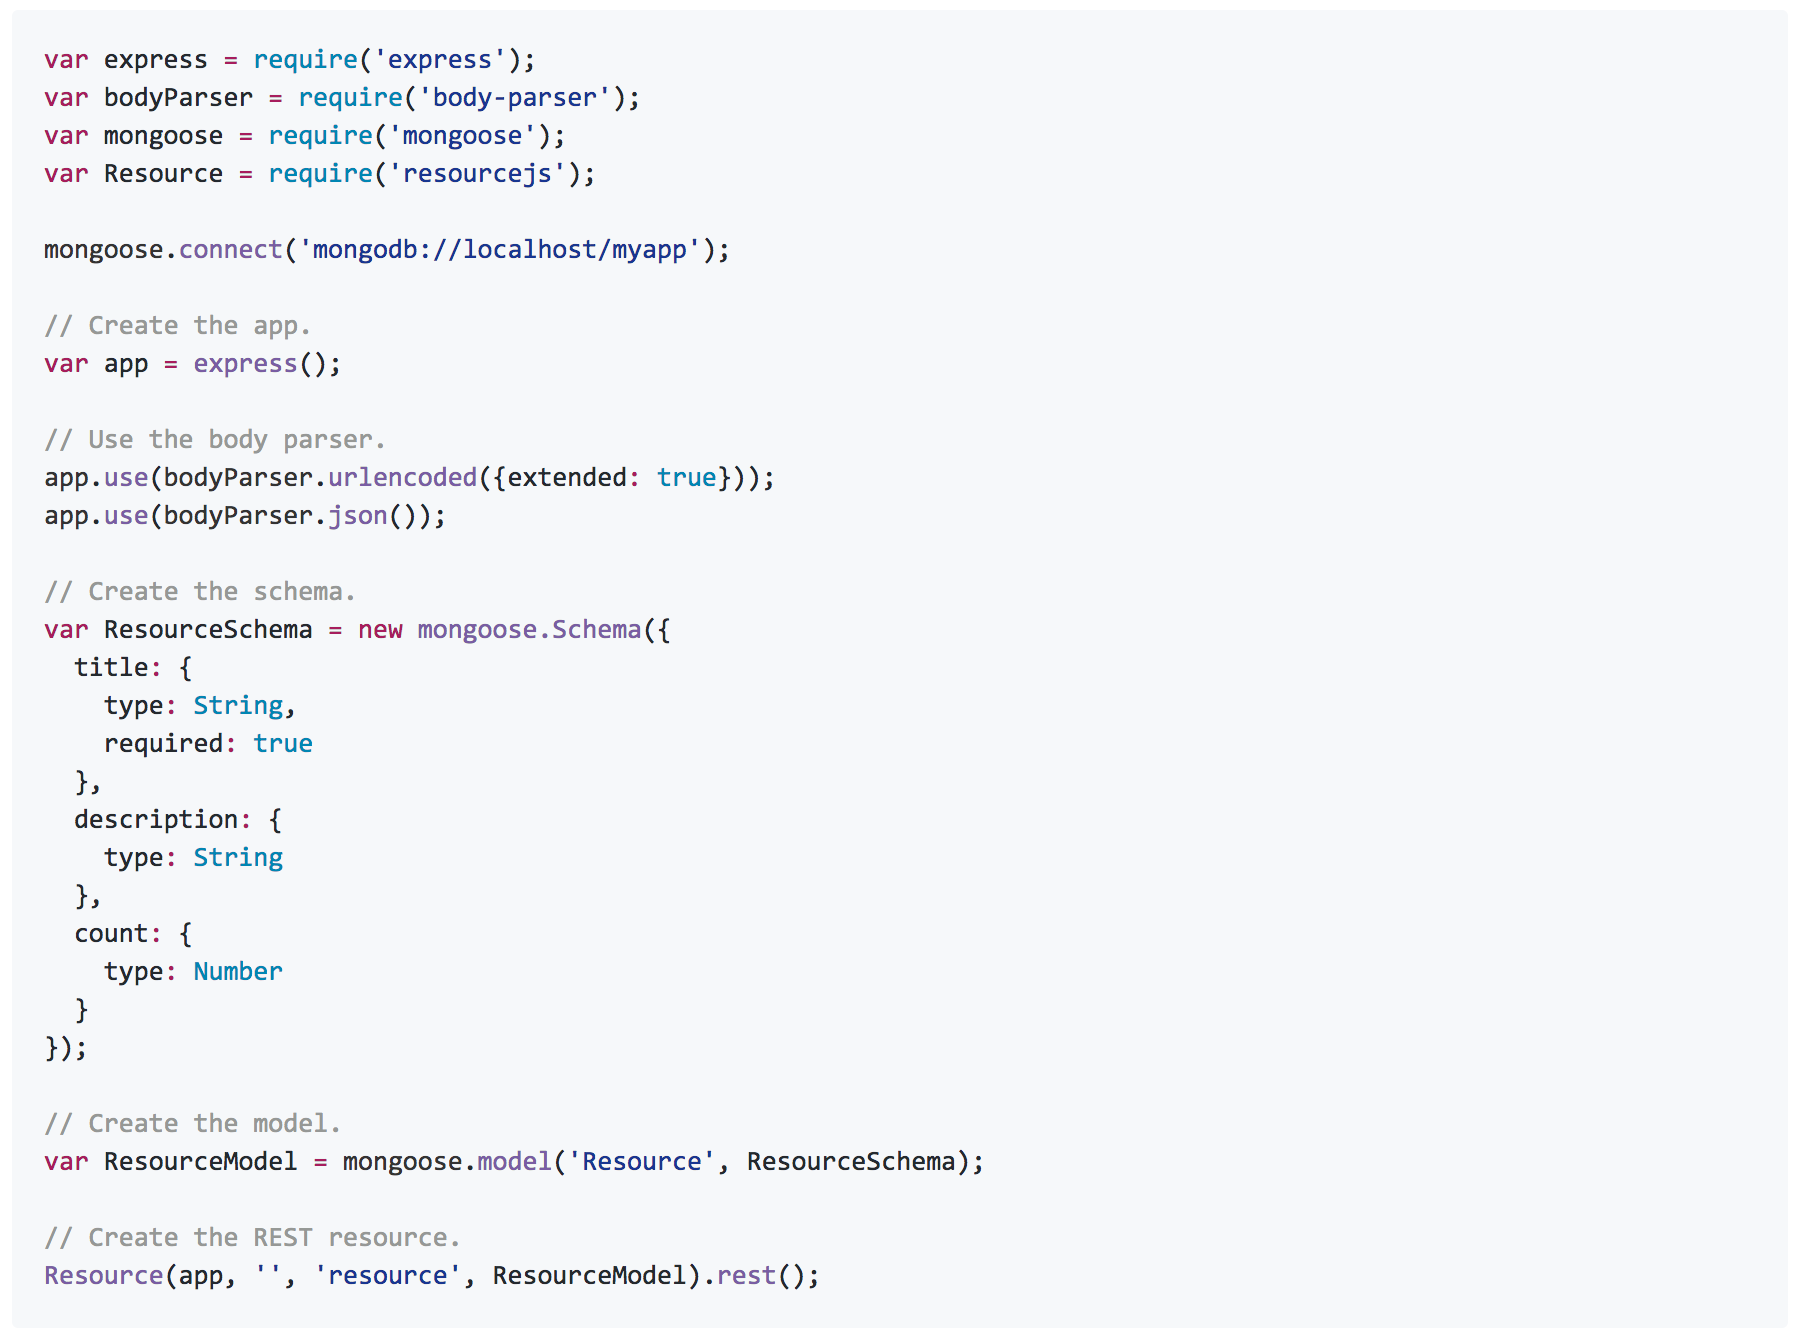 var express = require('express');
var bodyParser = require('body-parser');
var mongoose = require('mongoose');
var Resource = require('resourcejs');

mongoose.connect('mongodb://localhost/myapp');

// Create the app.
var app = express();

// Use the body parser.
app.use(bodyParser.urlencoded({extended: true}));
app.use(bodyParser.json());

// Create the schema.
var ResourceSchema = new mongoose.Schema({
  title: {
    type: String,
    required: true
  },
  description: {
    type: String
  },
  count: {
    type: Number
  }
});

// Create the model.
var ResourceModel = mongoose.model('Resource', ResourceSchema);

// Create the REST resource.
Resource(app, '', 'resource', ResourceModel).rest();